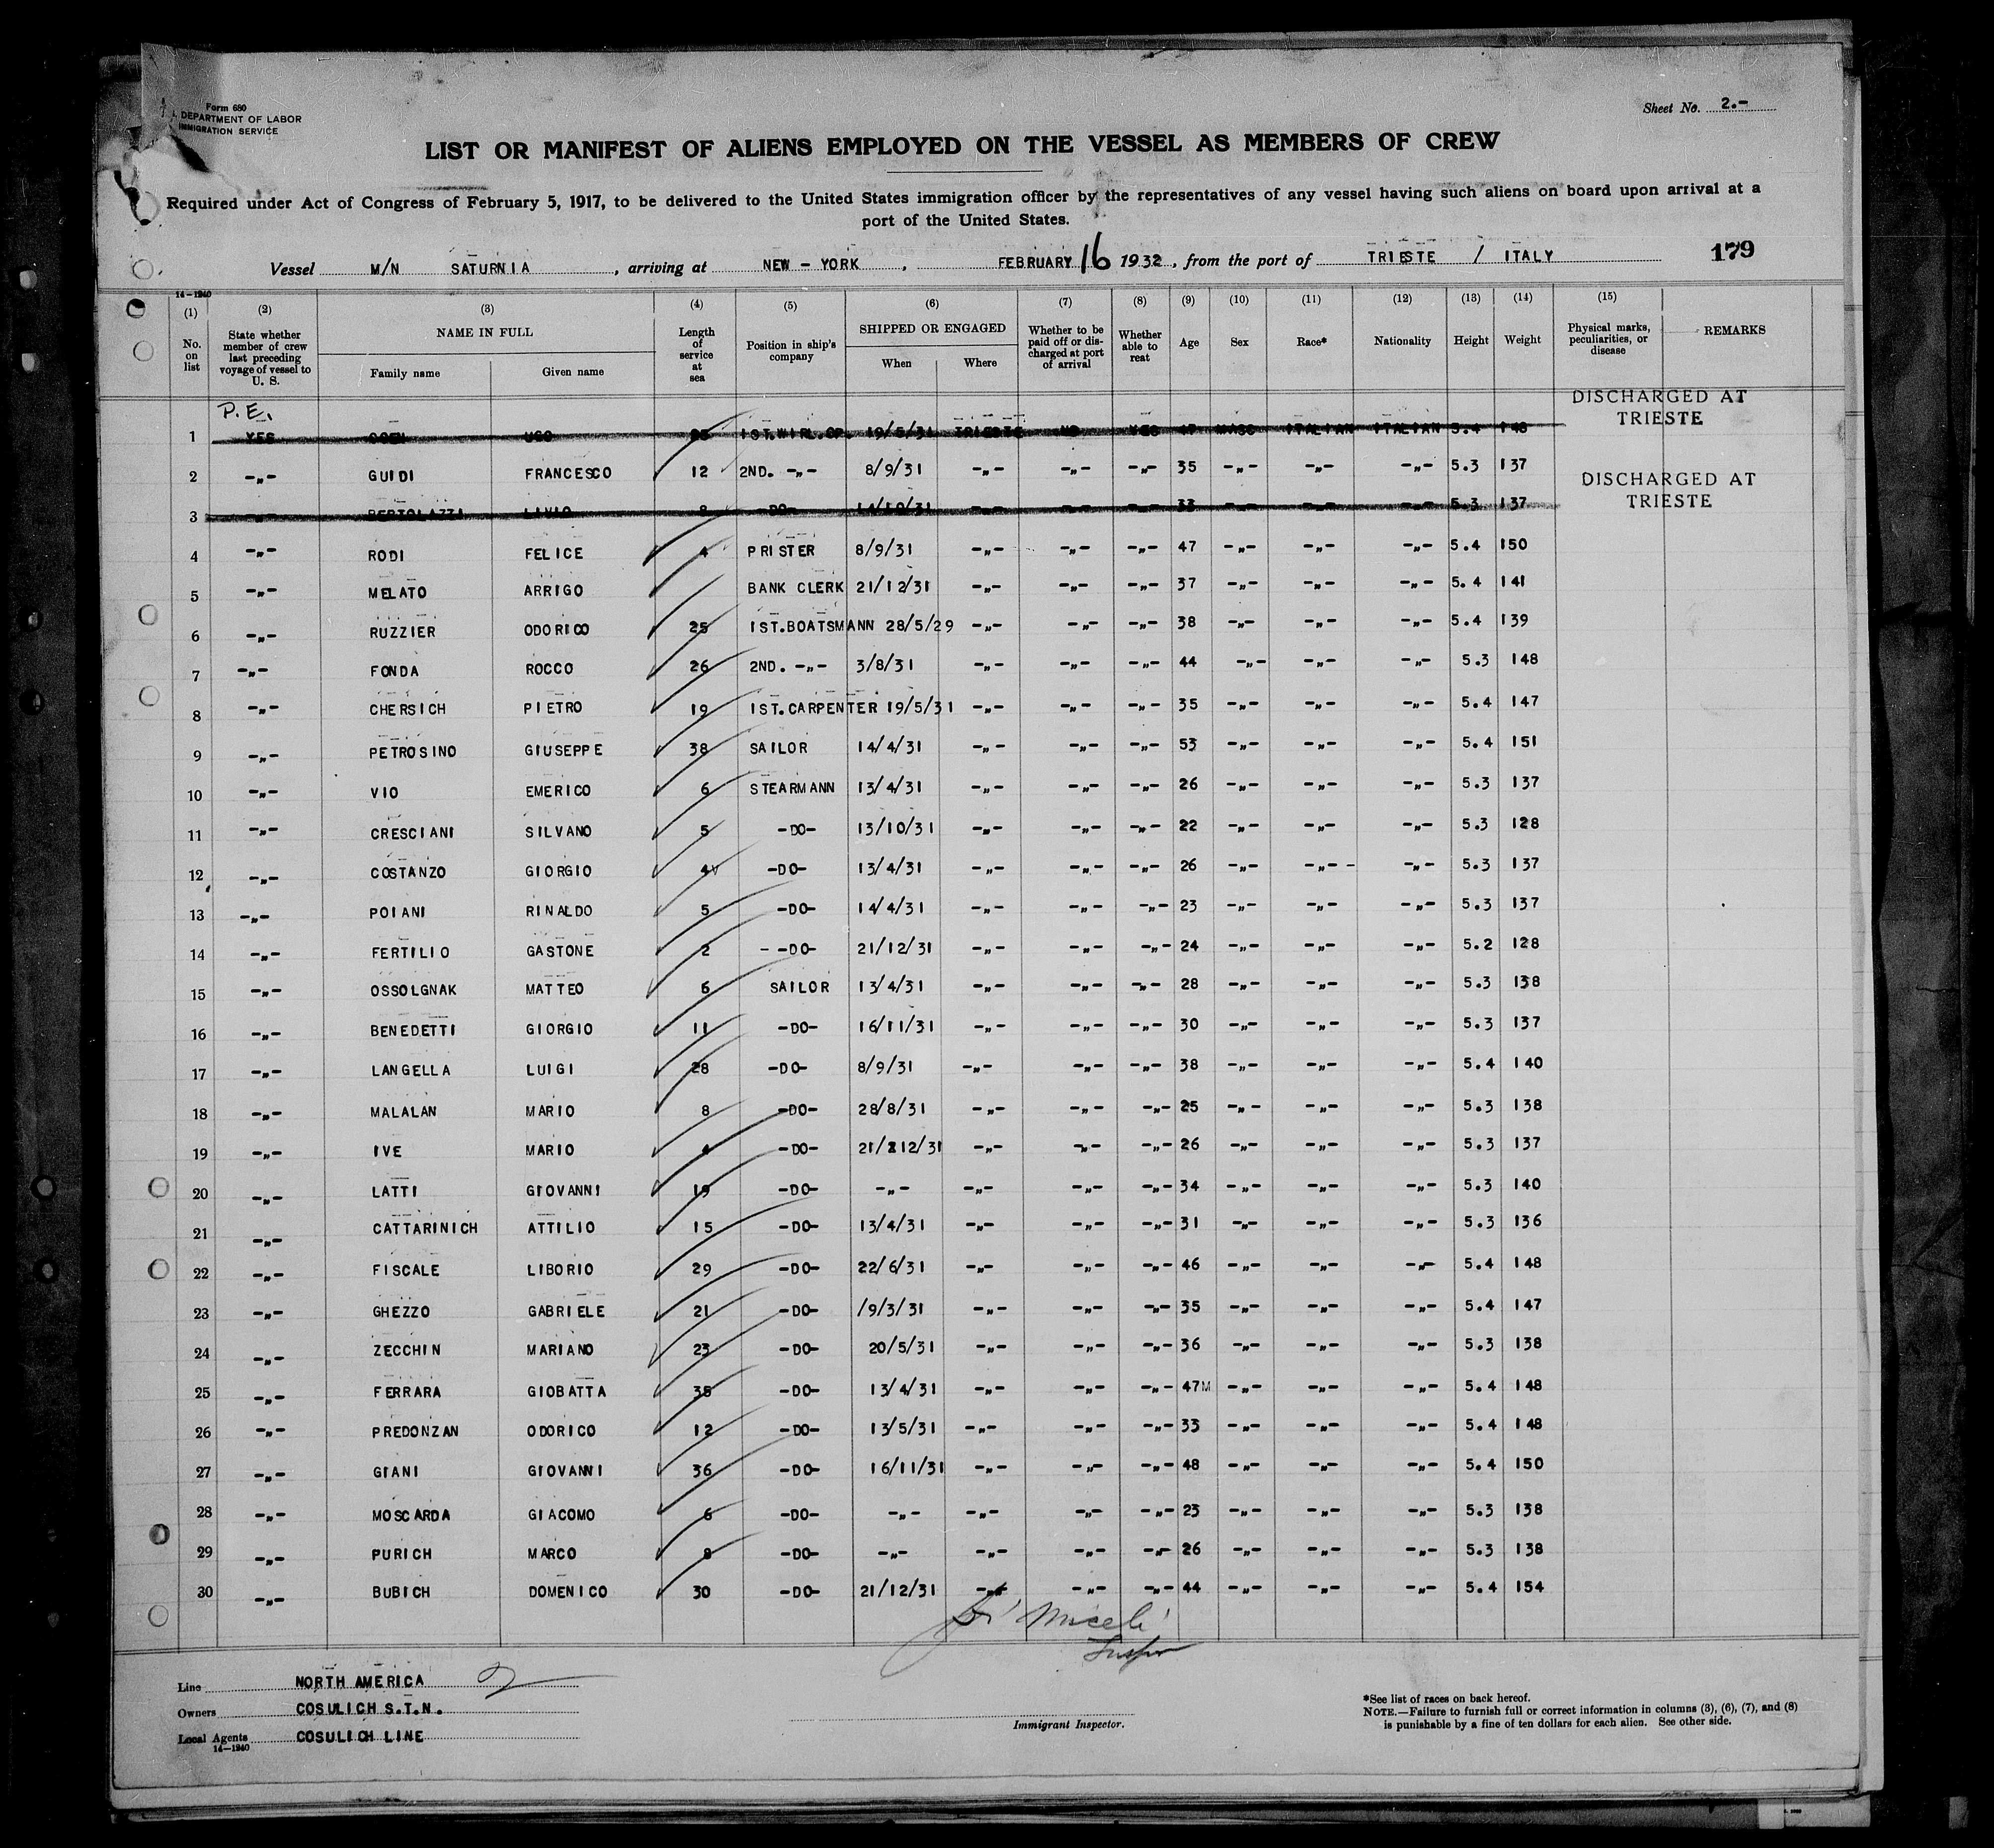 Form 680
DEPARTMENT OF LABOR
IMMIGRATION SERVICE
Sheet No. 2.-
LIST OR MANIFEST OF ALIENS EMPLOYED ON THE VESSEL AS MEMBERS OF CREW
Required under Act of Congress of February 5, 1917, to be delivered to the United States immigration officer by the representatives of any vessel having such aliens on board upon arrival at a
port of the United States.
Vessel M/N SATURNIA, arriving at NEW-YORK, FEBRUARY 16 1932, from the port of TRIESTE / ITALY 179
14-1240
(1) No. on list (2) State whether member of crew last preceding voyage of vessel to U. S. (3) NAME IN FULL Family name Given name (4) Length of service at sea (5) Position in ship's company (6) SHIPPED OR ENGAGED When Where (7) Whether to be paid off or discharged at port of arrival (8) Whether able to reat (9) Age (10) Sex (11) Race* (12) Nationality (13) Height (14) Weight (15) Physical marks, peculiarities, or disease REMARKS
P.E.
DISCHARGED AT TRIESTE
1 YES COEN UGO 1ST.WIRL.OP. 19/5/31 TRIESTE NO YES 47 MASC ITALIAN ITALIAN 5.4 148
2 -„- GUIDI FRANCESCO 12 2ND. -„- 8/9/31 -„- -„- -„- 35 -„- -„- -„- 5.3 137
DISCHARGED AT TRIESTE
3 -„- BERTOLAZZI LIVIO 8 -DO- 14/10/31 -„- -„- -„- 33 -„- -„- -„- 5.3 137
4 -„- RODI FELICE 4 PRISTER 8/9/31 -„- -„- -„- 47 -„- -„- -„- 5.4 150
5 -„- MELATO ARRIGO BANK CLERK 21/12/31 -„- -„- -„- 37 -„- -„- -„- 5.4 141
6 -„- RUZZIER ODORICO 25 1ST.BOATSMANN 28/5/29 -„- -„- -„- 38 -„- -„- -„- 5.4 139
7 -„- FONDA ROCCO 26 2ND. -„- 3/8/31 -„- -„- -„- 44 -„- -„- -„- 5.3 148
8 -„- CHERSICH PIETRO 19 1ST.CARPENTER 19/5/31 -„- -„- -„- 35 -„- -„- -„- 5.4 147
9 -„- PETROSINO GIUSEPPE 38 SAILOR 14/4/31 -„- -„- -„- 53 -„- -„- -„- 5.4 151
10 -„- VIO EMERICO 6 STEARMANN 13/4/31 -„- -„- -„- 26 -„- -„- -„- 5.3 137
11 -„- CRESCIANI SILVANO 5 -DO- 13/10/31 -„- -„- -„- 22 -„- -„- -„- 5.3 128
12 -„- COSTANZO GIORGIO 4 -DO- 13/4/31 -„- -„- -„- 26 -„- -„- - -„- 5.3 137
13 -„- POIANI RINALDO 5 -DO- 14/4/31 -„- -„- -„- 23 -„- -„- -„- 5.3 137
14 -„- FERTILIO GASTONE 2 - -DO- 21/12/31 -„- -„- -„- 24 -„- -„- -„- 5.2 128
15 -„- OSSOLGNAK MATTEO 6 SAILOR 13/4/31 -„- -„- -„- 28 -„- -„- -„- 5.3 138
16 -„- BENEDETTI GIORGIO 11 -DO- 16/11/31 -„- -„- -„- 30 -„- -„- -„- 5.3 137
17 -„- LANGELLA LUIGI 28 -DO- 8/9/31 -„- -„- -„- 38 -„- -„- -„- 5.4 140
18 -„- MALALAN MARIO 8 -DO- 28/8/31 -„- -„- -„- 25 -„- -„- -„- 5.3 138
19 -„- IVE MARIO 4 -DO- 21/12/31 -„- -„- -„- 26 -„- -„- -„- 5.3 137
20 -„- LATTI GIOVANNI 19 -DO- -„- -„- -„- -„- 34 -„- -„- -„- 5.3 140
21 -„- CATTARINICH ATTILIO 15 -DO- 13/4/31 -„- -„- -„- 31 -„- -„- -„- 5.3 136
22 -„- FISCALE LIBORIO 29 -DO- 22/6/31 -„- -„- -„- 46 -„- -„- -„- 5.4 148
23 -„- GHEZZO GABRIELE 21 -DO- /9/3/31 -„- -„- -„- 35 -„- -„- -„- 5.4 147
24 -„- ZECCHIN MARIANO 23 -DO- 20/5/31 -„- -„- -„- 36 -„- -„- -„- 5.3 138
25 -„- FERRARA GIOBATTA 35 -DO- 13/4/31 -„- -„- -„- 47M -„- -„- -„- 5.4 148
26 -„- PREDONZAN ODORICO 12 -DO- 13/5/31 -„- -„- -„- 33 -„- -„- -„- 5.4 148
27 -„- GIANI GIOVANNI 36 -DO- 16/11/31 -„- -„- -„- 48 -„- -„- -„- 5.4 150
28 -„- MOSCARDA GIACOMO 6 -DO- -„- -„- -„- -„- 23 -„- -„- -„- 5.3 138
29 -„- PURICH MARCO 8 -DO- -„- -„- -„- -„- 26 -„- -„- -„- 5.3 138
30 -„- BUBICH DOMENICO 30 -DO- 21/12/31 -„- -„- -„- 44 -„- -„- -„- 5.4 154
Di Miceli
Line NORTH AMERICA 2
Owners COSULICH S.T.N.
Local Agents COSULICH LINE
14-1240
Immigrant Inspector.
*See list of races on back hereof.
NOTE.—Failure to furnish full or correct information in columns (3), (6), (7), and (8)
is punishable by a fine of ten dollars for each alien. See other side.